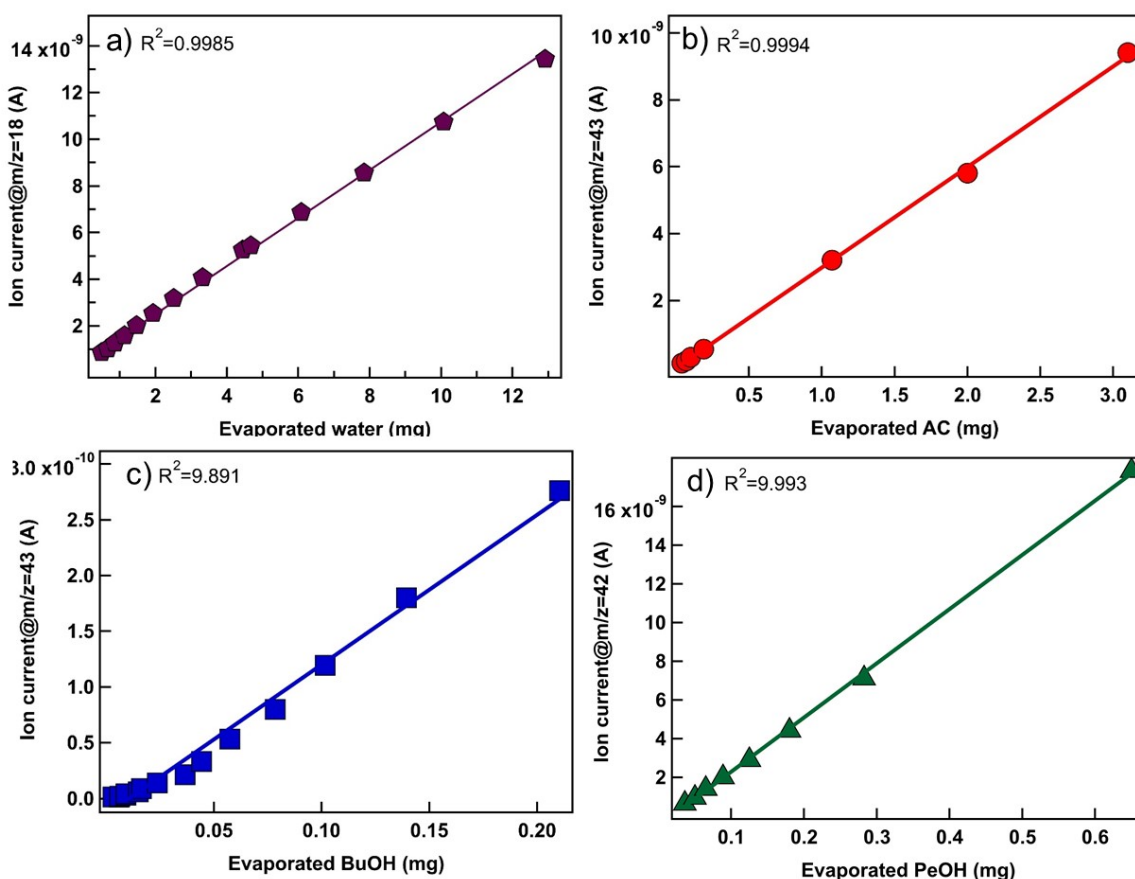 a) R²=0.9985
Ion current@m/z=18 (A)
14 x10⁻⁹
12
10
8
6
4
2
2 4 6 8 10 12
Evaporated water (mg)
b) R²=0.9994
Ion current@m/z=43 (A)
10 x10⁻⁹
8
6
4
2
0.5 1.0 1.5 2.0 2.5 3.0
Evaporated AC (mg)
c) R²=9.891
Ion current@m/z=43 (A)
3.0 x10⁻¹⁰
2.5
2.0
1.5
1.0
0.5
0.0
0.05 0.10 0.15 0.20
Evaporated BuOH (mg)
d) R²=9.993
Ion current@m/z=42 (A)
16 x10⁻⁹
14
12
10
8
6
4
2
0.1 0.2 0.3 0.4 0.5 0.6
Evaporated PeOH (mg)